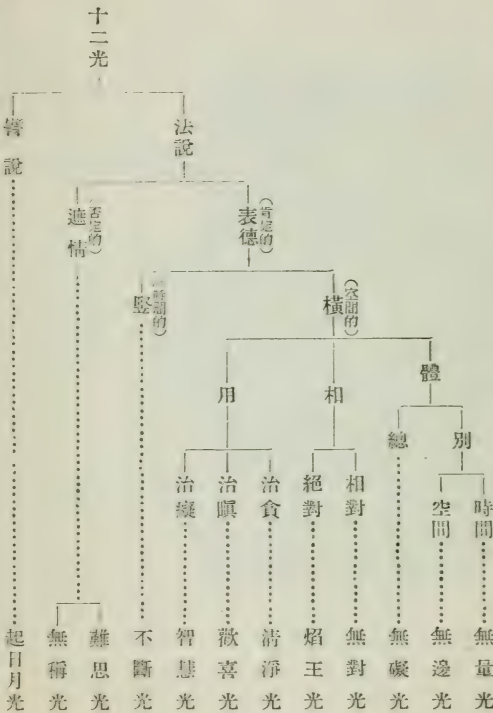 十二光
法說
譬說
表德
(肯定的)
遮情
(否定的)
橫
(空間的)
竪
(時間的)
體
相
用
別
總
時間
空間
相對
絕對
治貪
治瞋
治癡
無量光
無邊光
無礙光
無對光
焰王光
淸淨光
歡喜光
智慧光
不斷光
難思光
無稱光
超日月光